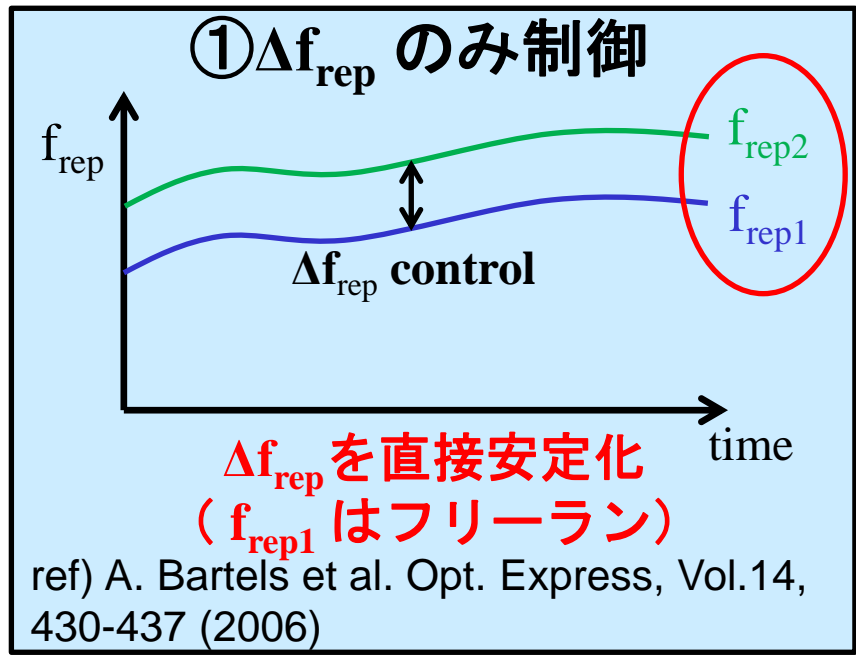 ①Δfrep のみ制御
frep
frep2
frep1
Δfrep control
time
Δfrepを直接安定化
（ frep1 はフリーラン）
ref) A. Bartels et al. Opt. Express, Vol.14,
430-437 (2006)